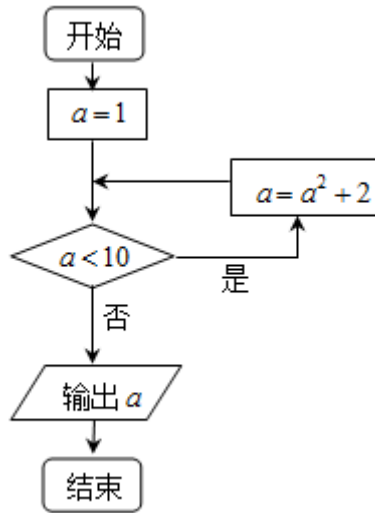 开始
a = 1
a = a² + 2
a < 10
是
否
输出 a
结束